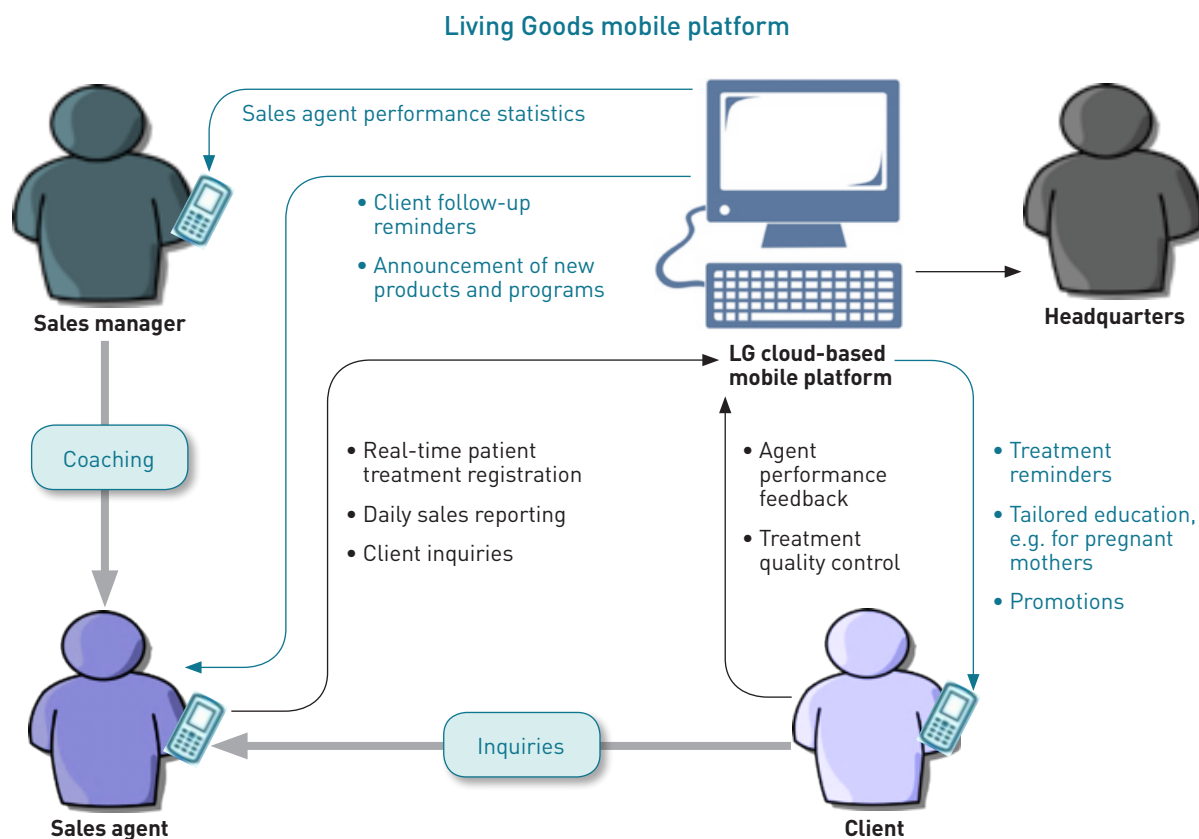 Living Goods mobile platform
Sales agent performance statistics
• Client follow-up
reminders
• Announcement of new
products and programs
Sales manager
Headquarters
LG cloud-based
mobile platform
Coaching
• Real-time patient
treatment registration
• Daily sales reporting
• Client inquiries
• Agent
performance
feedback
• Treatment
quality control
• Treatment
reminders
• Tailored education,
e.g. for pregnant
mothers
• Promotions
Inquiries
Sales agent
Client